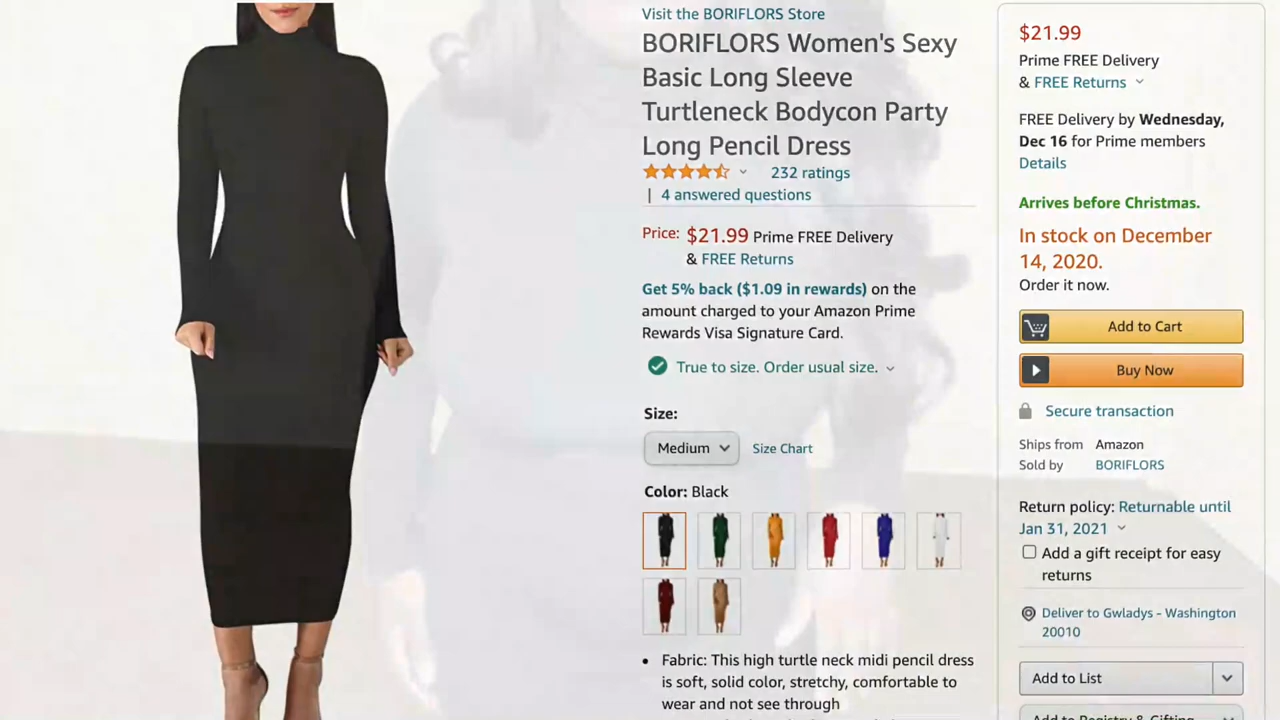 Visit the BORIFLORS Store
BORIFLORS Women's Sexy
Basic Long Sleeve
Turtleneck Bodycon Party
Long Pencil Dress
232 ratings
| 4 answered questions
Price: $21.99 Prime FREE Delivery
& FREE Returns
Get 5% back ($1.09 in rewards) on the
amount charged to your Amazon Prime
Rewards Visa Signature Card.
True to size. Order usual size.
Size:
Medium Size Chart
Color: Black
• Fabric: This high turtle neck midi pencil dress
is soft, solid color, stretchy, comfortable to
wear and not see through
$21.99
Prime FREE Delivery
& FREE Returns
FREE Delivery by Wednesday,
Dec 16 for Prime members
Details
Arrives before Christmas.
In stock on December
14, 2020.
Order it now.
Add to Cart
Buy Now
Secure transaction
Ships from Amazon
Sold by BORIFLORS
Return policy: Returnable until
Jan 31, 2021
Add a gift receipt for easy
returns
Deliver to Gwladys - Washington
20010
Add to List
Add to Registry & Gifting